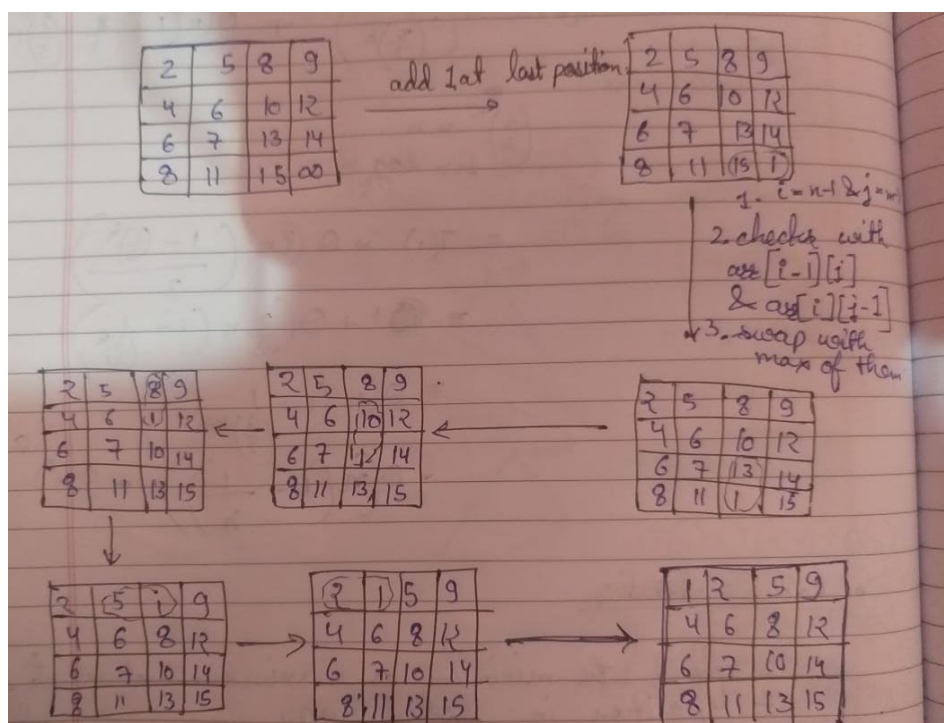 2 5 8 9
4 6 10 12
6 7 13 14
8 11 15 ∞
add 1 at last position
2 5 8 9
4 6 10 12
6 7 13 14
8 11 15 1
1. i = n-1 & j =
2. checks with
arr[i-1][j]
& arr[i][j-1]
3. swap with
max of them
2 5 8 9
4 6 10 12
6 7 13 14
8 11 1 15
2 5 8 9
4 6 10 12
6 7 1 14
8 11 13 15
2 5 8 9
4 6 1 12
6 7 10 14
8 11 13 15
2 5 1 9
4 6 8 12
6 7 10 14
8 11 13 15
2 1 5 9
4 6 8 12
6 7 10 14
8 11 13 15
1 2 5 9
4 6 8 12
6 7 10 14
8 11 13 15